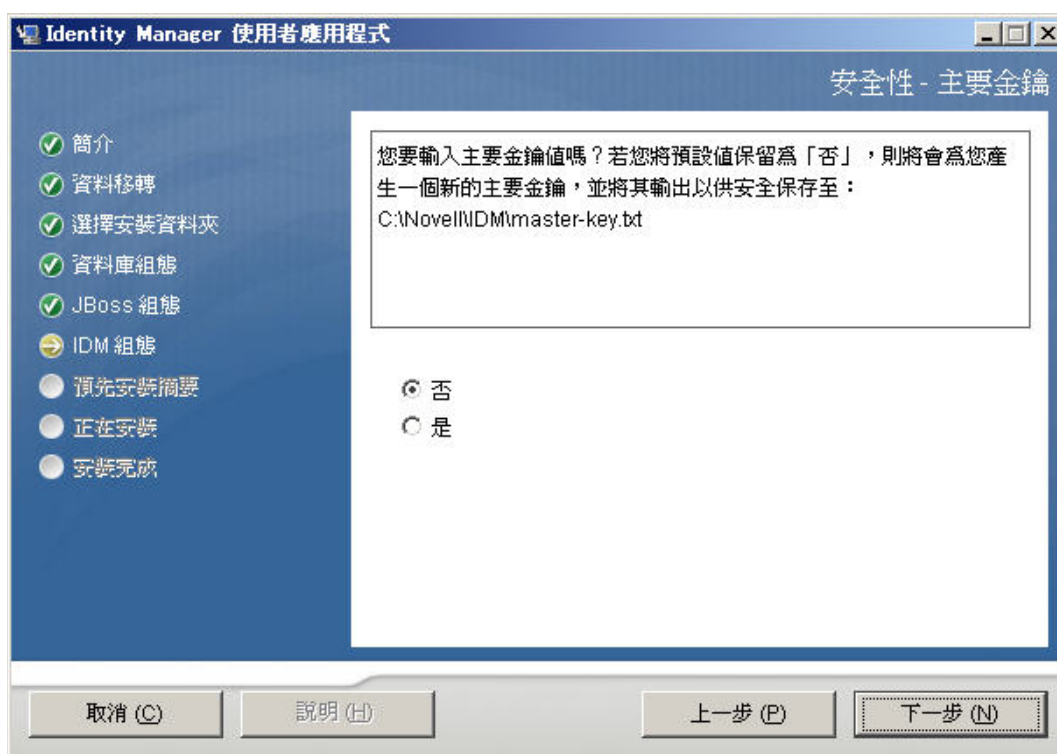 Identity Manager 使用者應用程式
安全性 - 主要金鑰
簡介
資料移轉
選擇安裝資料夾
資料庫組態
JBoss 組態
IDM 組態
預先安裝摘要
正在安裝
安裝完成
您要輸入主要金鑰值嗎？若您將預設值保留為「否」，則將會為您產
生一個新的主要金鑰，並將其輸出以供安全保存至：
C:\Novell\IDM\master-key.txt
否
是
取消 (C)
說明 (H)
上一步 (P)
下一步 (N)